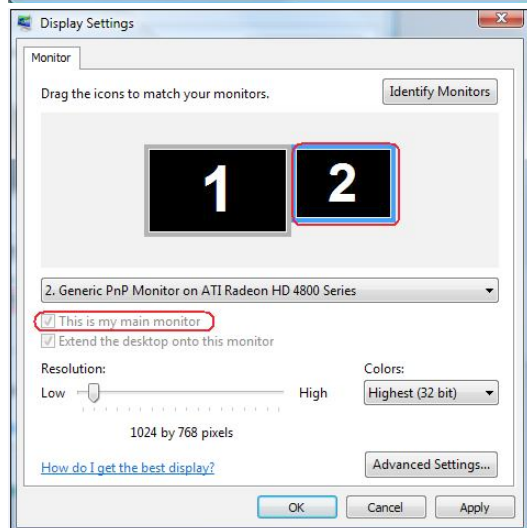 Display Settings
Monitor
Drag the icons to match your monitors.
Identify Monitors
1 2
2. Generic PnP Monitor on ATI Radeon HD 4800 Series
This is my main monitor
Extend the desktop onto this monitor
Resolution: Colors:
Low High Highest (32 bit)
1024 by 768 pixels
How do I get the best display? Advanced Settings...
OK Cancel Apply